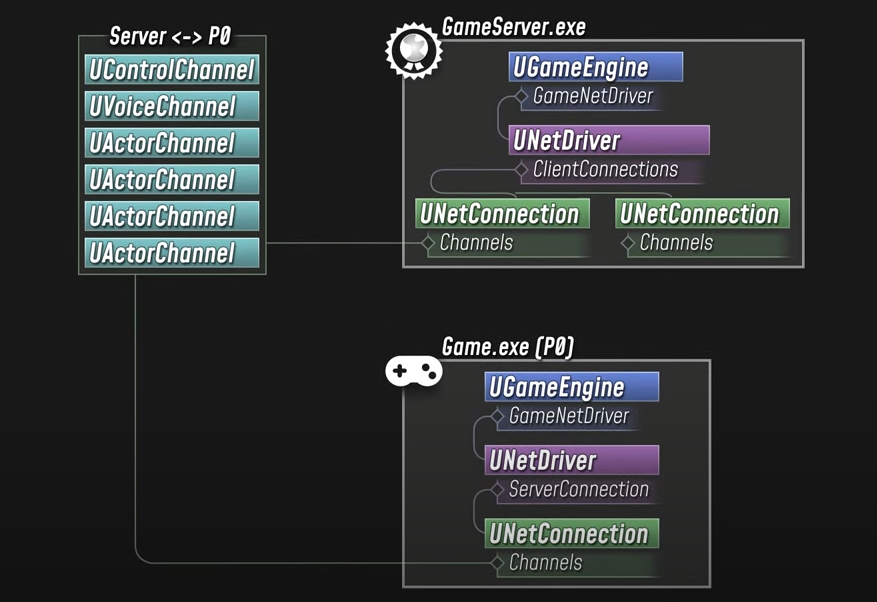 Server <-> P0
UControlChannel
UVoiceChannel
UActorChannel
UActorChannel
UActorChannel
UActorChannel
GameServer.exe
UGameEngine
GameNetDriver
UNetDriver
ClientConnections
UNetConnection
Channels
UNetConnection
Channels
Game.exe (P0)
UGameEngine
GameNetDriver
UNetDriver
ServerConnection
UNetConnection
Channels